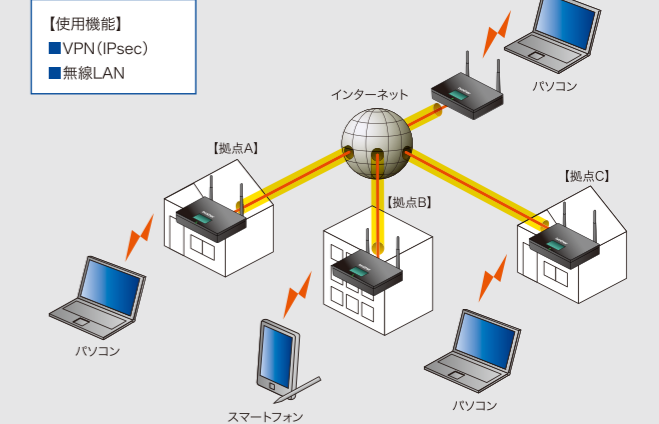 【使用機能】
■VPN(IPsec)
■無線LAN
パソコン
インターネット
【拠点A】
【拠点B】
【拠点C】
パソコン
スマートフォン
パソコン